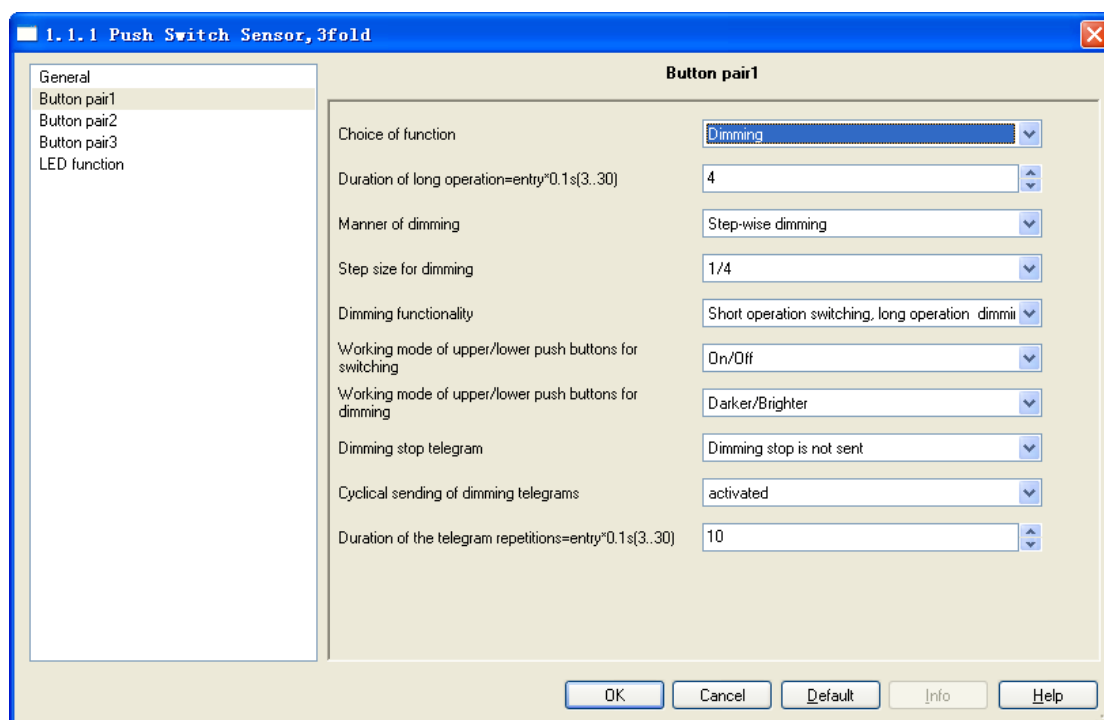 1.1.1 Push Switch Sensor,3fold
General
Button pair1
Button pair2
Button pair3
LED function
Button pair1
Choice of function
Dimming
Duration of long operation=entry*0.1s(3..30)
4
Manner of dimming
Step-wise dimming
Step size for dimming
1/4
Dimming functionality
Short operation switching, long operation dimmi
Working mode of upper/lower push buttons for
switching
On/Off
Working mode of upper/lower push buttons for
dimming
Darker/Brighter
Dimming stop telegram
Dimming stop is not sent
Cyclical sending of dimming telegrams
activated
Duration of the telegram repetitions=entry*0.1s(3..30)
10
OK
Cancel
Default
Info
Help